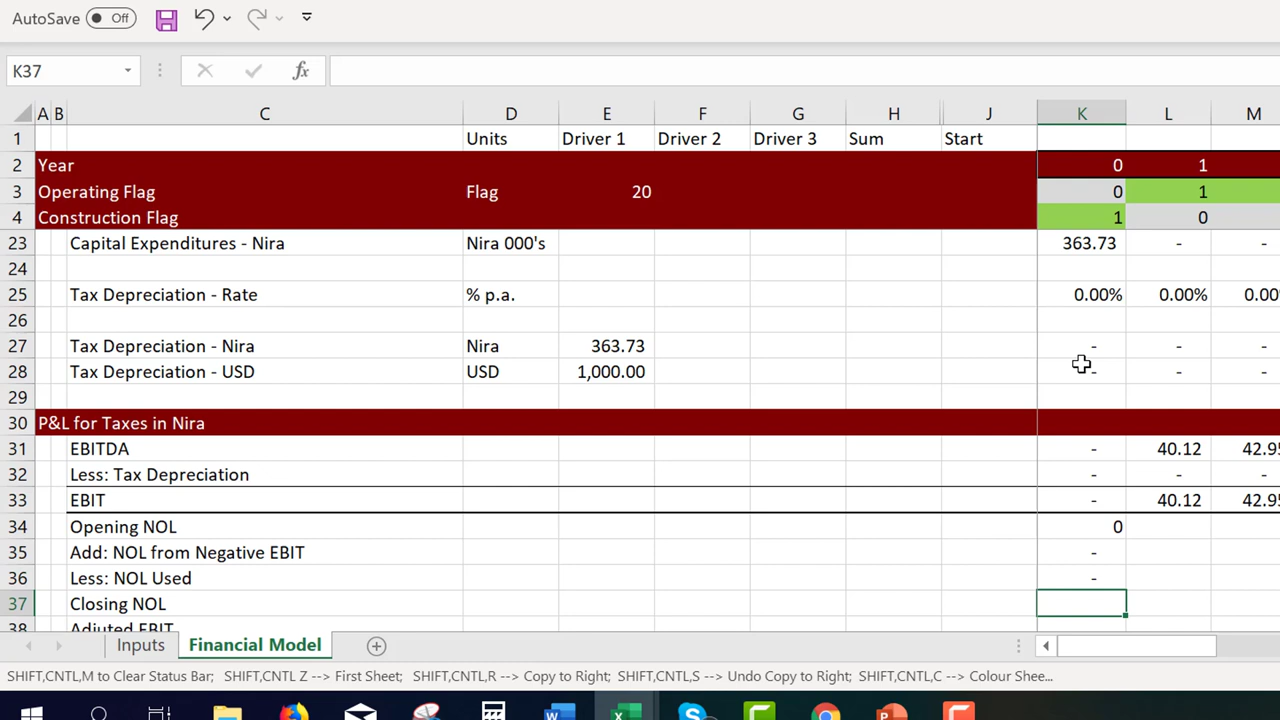 AutoSave Off
K37 fx
A B C D E F G H J K L M
1 Units Driver 1 Driver 2 Driver 3 Sum Start
2 Year 0 1
3 Operating Flag Flag 20 0 1
4 Construction Flag 1 0
23 Capital Expenditures - Nira Nira 000's 363.73 - -
24
25 Tax Depreciation - Rate % p.a. 0.00% 0.00% 0.00
26
27 Tax Depreciation - Nira Nira 363.73 - - -
28 Tax Depreciation - USD USD 1,000.00 - - -
29
30 P&L for Taxes in Nira
31 EBITDA - 40.12 42.95
32 Less: Tax Depreciation - - -
33 EBIT - 40.12 42.95
34 Opening NOL 0
35 Add: NOL from Negative EBIT -
36 Less: NOL Used -
37 Closing NOL
38 Adjuted EBIT
Inputs Financial Model
SHIFT,CNTL,M to Clear Status Bar; SHIFT,CNTL Z --> First Sheet; SHIFT,CNTL,R --> Copy to Right; SHIFT,CNTL,S --> Undo Copy to Right; SHIFT,CNTL,C --> Colour Shee...